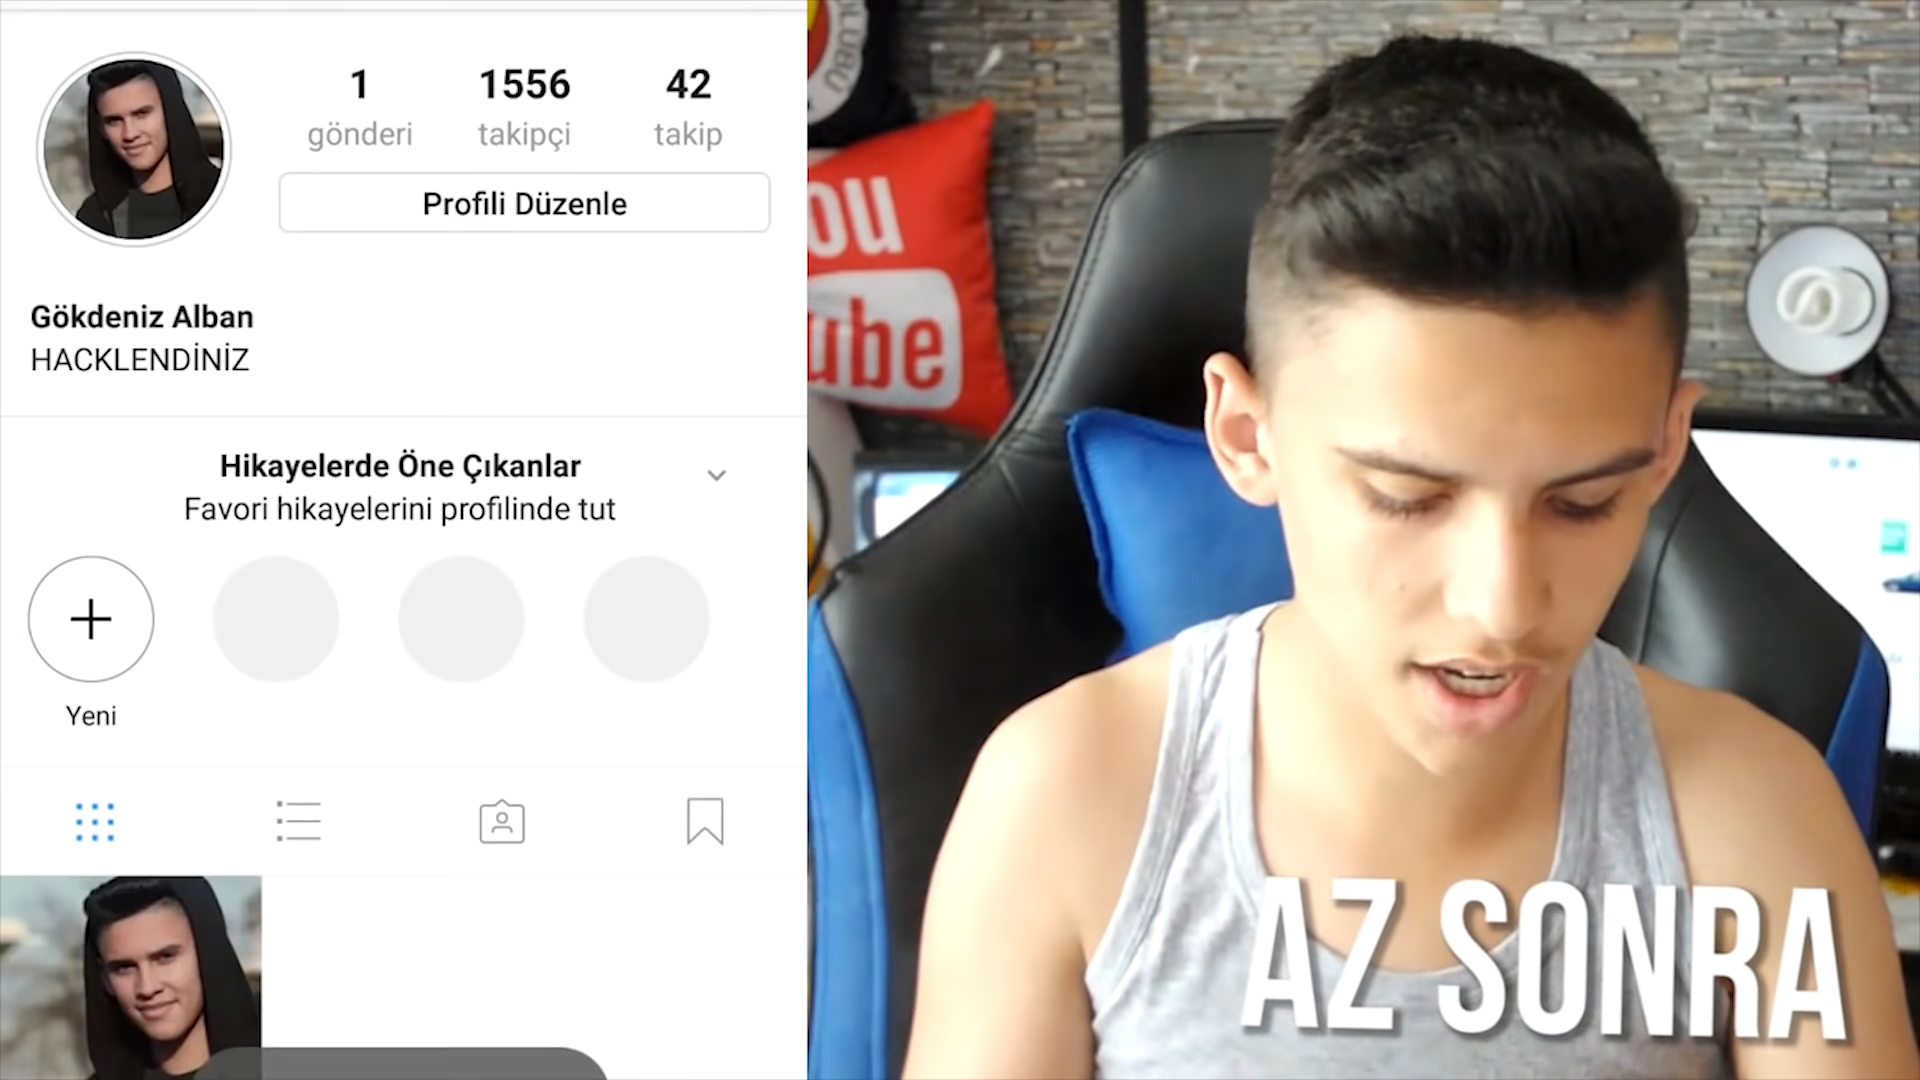 1 1556 42
gönderi takipçi takip
Profili Düzenle
Gökdeniz Alban
HACKLENDİNİZ
Hikayelerde Öne Çıkanlar
Favori hikayelerini profilinde tut
Yeni
ou
ube
LUBÜ
AZ SONRA